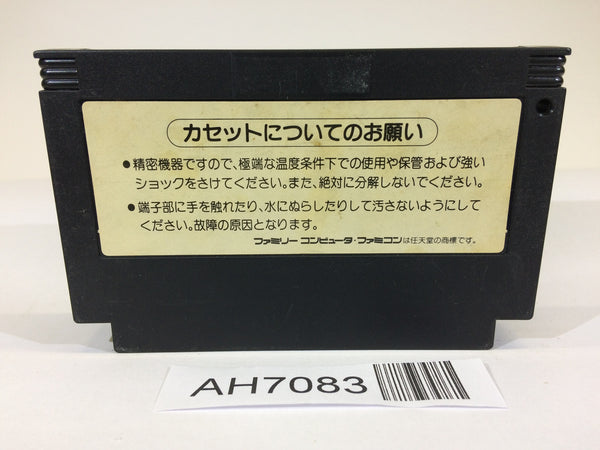 カセットについてのお願い
●精密機器ですので、極端な温度条件下での使用や保管および強い
ショックをさけてください。また、絶対に分解しないでください。
●端子部に手を触れたり、水にぬらしたりして汚さないようにして
ください。故障の原因となります。
ファミリーコンピュータ・ファミコンは任天堂の商標です。
AH7083